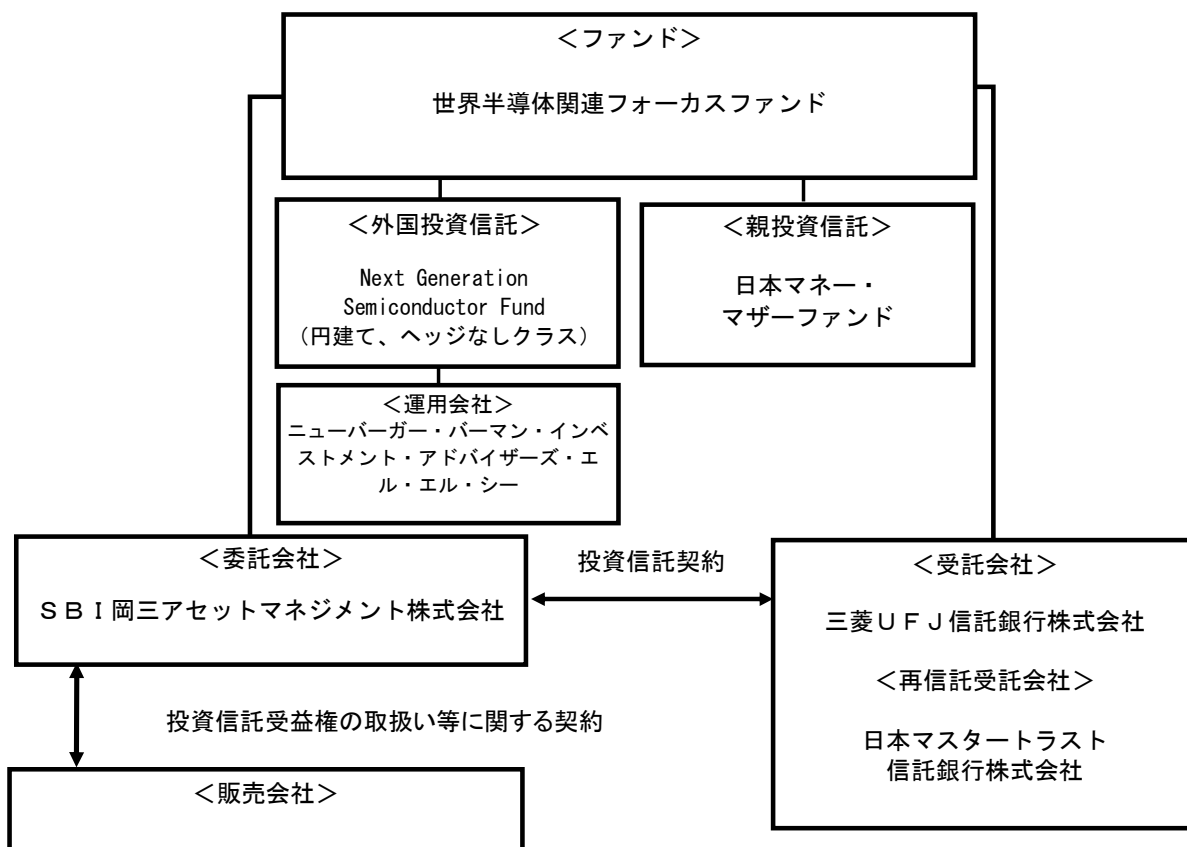 ＜ファンド＞
世界半導体関連フォーカスファンド
＜外国投資信託＞
Next Generation
Semiconductor Fund
（円建て、ヘッジなしクラス）
＜親投資信託＞
日本マネー・
マザーファンド
＜運用会社＞
ニューバーガー・バーマン・インベ
ストメント・アドバイザーズ・エ
ル・エル・シー
＜委託会社＞
ＳＢＩ岡三アセットマネジメント株式会社
投資信託契約
＜受託会社＞
三菱ＵＦＪ信託銀行株式会社
＜再信託受託会社＞
日本マスタートラスト
信託銀行株式会社
投資信託受益権の取扱い等に関する契約
＜販売会社＞